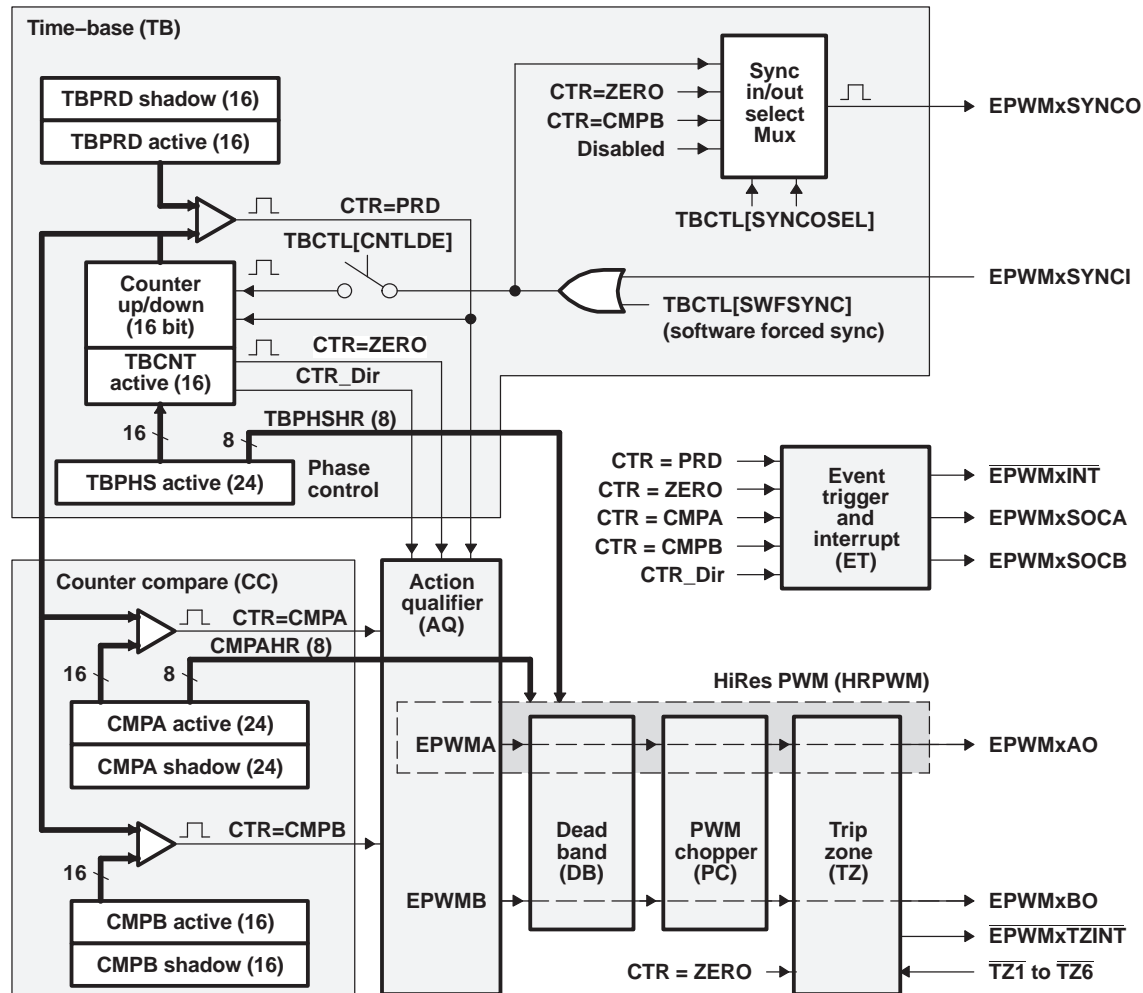 Time−base (TB)
TBPRD shadow (16)
TBPRD active (16)
CTR=ZERO
CTR=CMPB
Disabled
Sync
in/out
select
Mux
EPWMxSYNCO
TBCTL[SYNCOSEL]
CTR=PRD
TBCTL[CNTLDE]
EPWMxSYNCI
Counter
up/down
(16 bit)
TBCNT
active (16)
TBCTL[SWFSYNC]
(software forced sync)
CTR=ZERO
CTR_Dir
16
8
TBPHSHR (8)
TBPHS active (24)
Phase
control
CTR = PRD
CTR = ZERO
CTR = CMPA
CTR = CMPB
CTR_Dir
Event
trigger
and
interrupt
(ET)
EPWMxINT
EPWMxSOCA
EPWMxSOCB
Counter compare (CC)
Action
qualifier
(AQ)
CTR=CMPA
CMPAHR (8)
16
8
CMPA active (24)
CMPA shadow (24)
HiRes PWM (HRPWM)
EPWMA
EPWMxAO
CTR=CMPB
16
CMPB active (16)
CMPB shadow (16)
Dead
band
(DB)
PWM
chopper
(PC)
Trip
zone
(TZ)
EPWMB
EPWMxBO
EPWMxTZINT
CTR = ZERO
TZ1 to TZ6